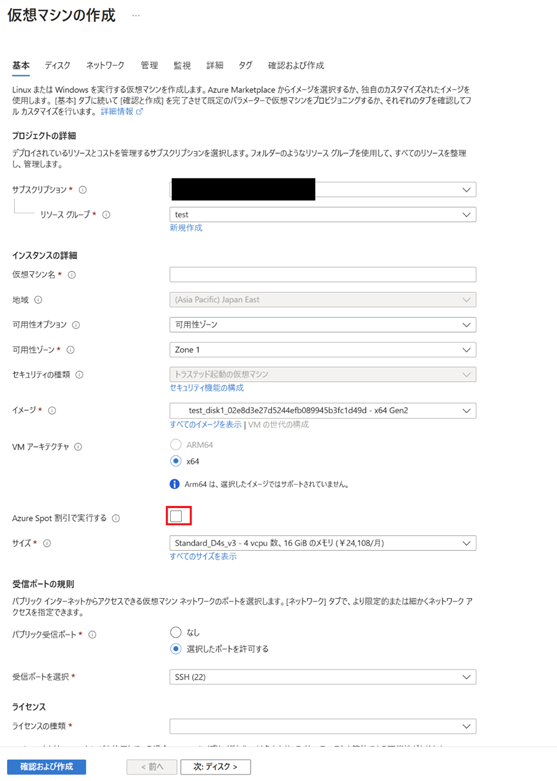 仮想マシンの作成 ...
基本 ディスク ネットワーク 管理 監視 詳細 タグ 確認および作成
Linux または Windows を実行する仮想マシンを作成します。Azure Marketplace からイメージを選択するか、独自のカスタマイズされたイメージを
使用します。[基本] タブに続いて [確認と作成] を完了させて既定のパラメーターで仮想マシンをプロビジョニングするか、それぞれのタブを確認してフ
ル カスタマイズを行います。 詳細情報
プロジェクトの詳細
デプロイされているリソースとコストを管理するサブスクリプションを選択します。フォルダーのようなリソース グループを使用して、すべてのリソースを整理
し、管理します。
サブスクリプション *
リソース グループ * test
新規作成
インスタンスの詳細
仮想マシン名 *
地域 (Asia Pacific) Japan East
可用性オプション 可用性ゾーン
可用性ゾーン * Zone 1
セキュリティの種類 トラステッド起動の仮想マシン
セキュリティ機能の構成
イメージ * test_disk1_02e8d3e27d5244efb089945b3fc1d49d - x64 Gen2
すべてのイメージを表示 | VM の世代の構成
VM アーキテクチャ ARM64
x64
Arm64 は、選択したイメージではサポートされていません。
Azure Spot 割引で実行する
サイズ * Standard_D4s_v3 - 4 vcpu 数、16 GiB のメモリ (¥24,108/月)
すべてのサイズを表示
受信ポートの規則
パブリック インターネットからアクセスできる仮想マシン ネットワークのポートを選択します。[ネットワーク] タブで、より限定的または細かくネットワーク ア
クセスを指定できます。
パブリック受信ポート * なし
選択したポートを許可する
受信ポートを選択 * SSH (22)
ライセンス
ライセンスの種類 *
確認および作成 < 前へ 次: ディスク >